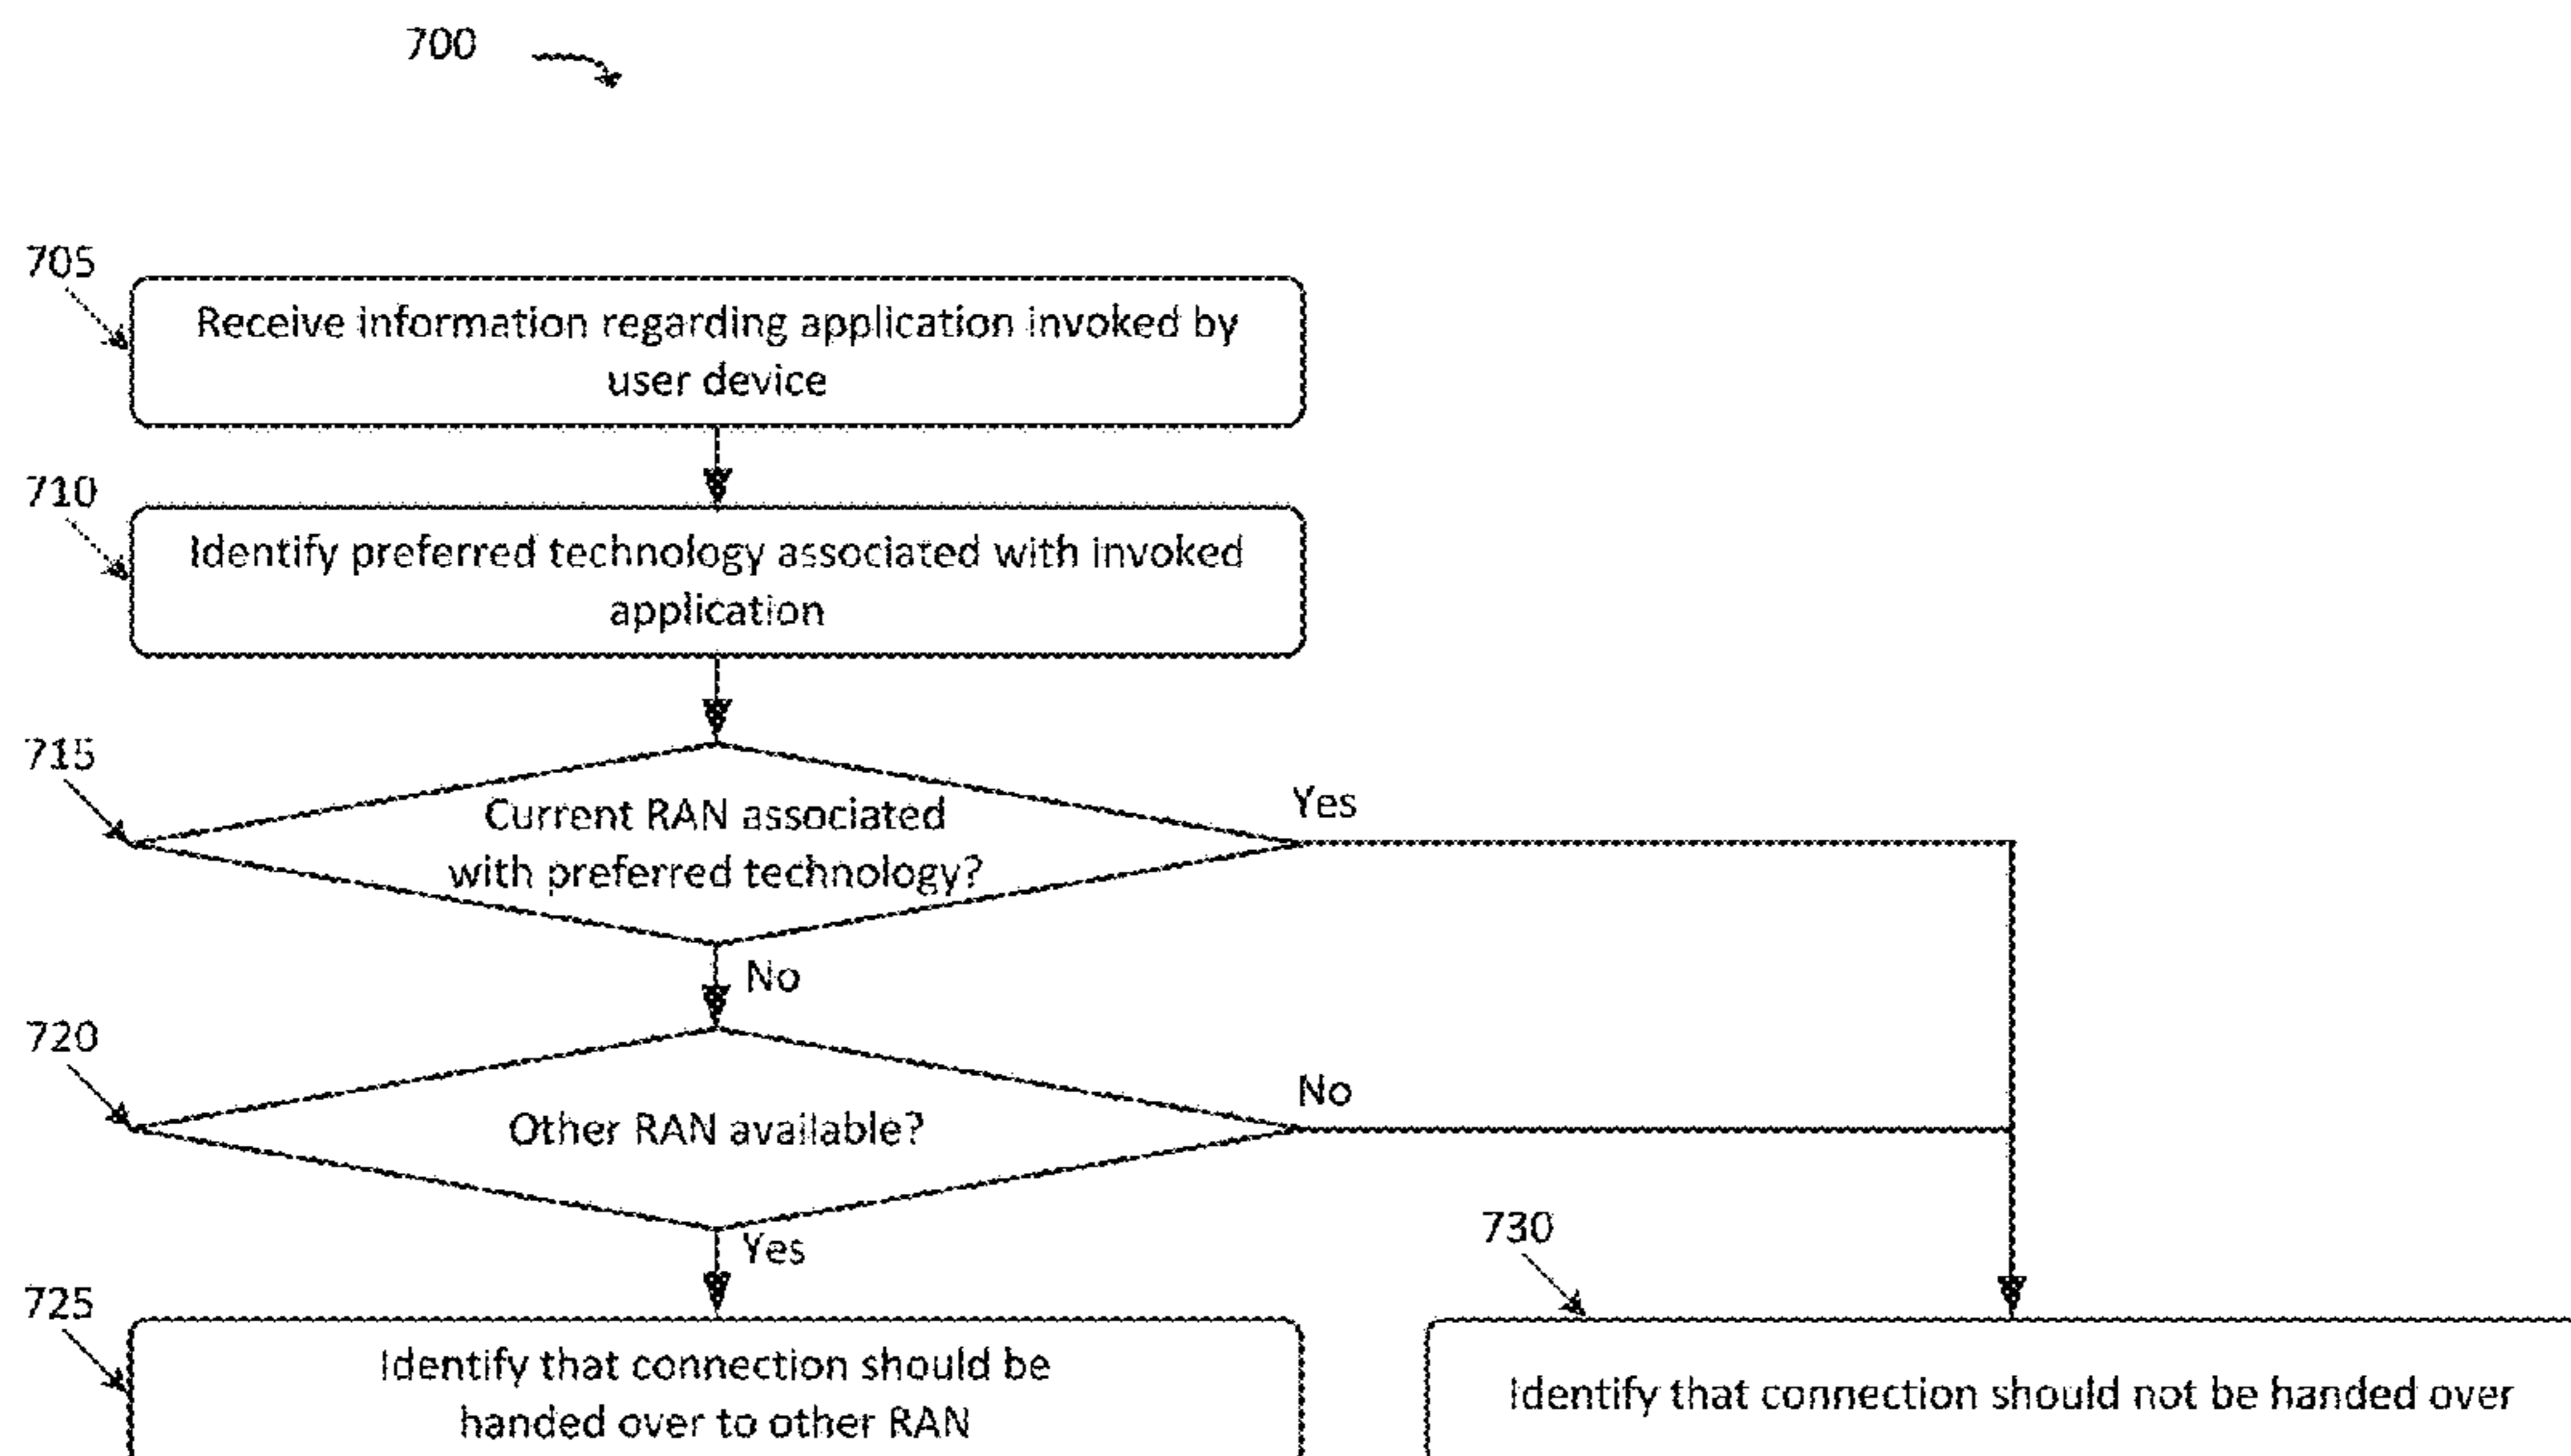 700
705
Receive information regarding application invoked by
user device
710
Identify preferred technology associated with invoked
application
715
Current RAN associated
with preferred technology?
Yes
No
720
Other RAN available?
No
Yes
730
725
Identify that connection should be
handed over to other RAN
Identify that connection should not be handed over